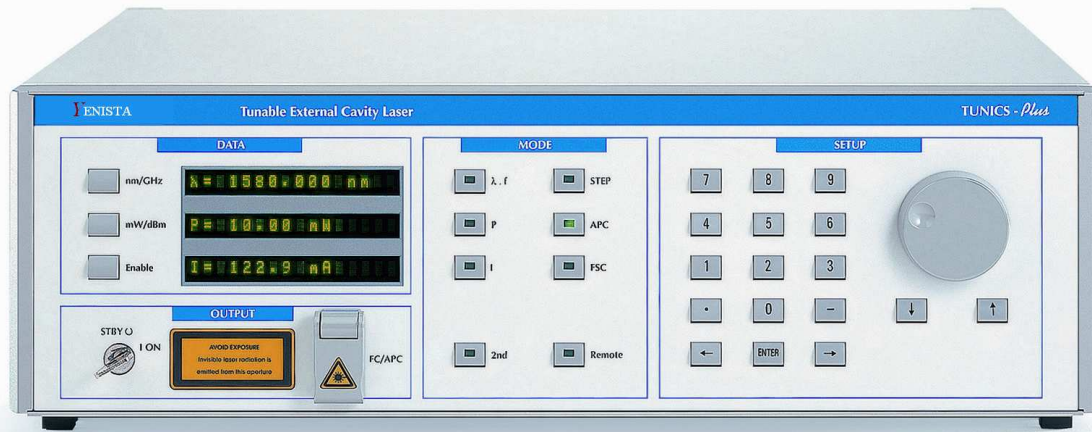 YENISTA
Tunable External Cavity Laser
TUNICS - Plus
DATA
nm/GHz
λ= 1580.000 nm
mW/dBm
P= 10.00 mW
Enable
I= 122.9 mA
OUTPUT
STBY
I ON
AVOID EXPOSURE
Invisible laser radiation is
emitted from this aperture
FC/APC
MODE
λ . f
STEP
P
APC
I
FSC
2nd
Remote
SETUP
7 8 9
4 5 6
1 2 3
. 0 –
↓ ↑
← ENTER →